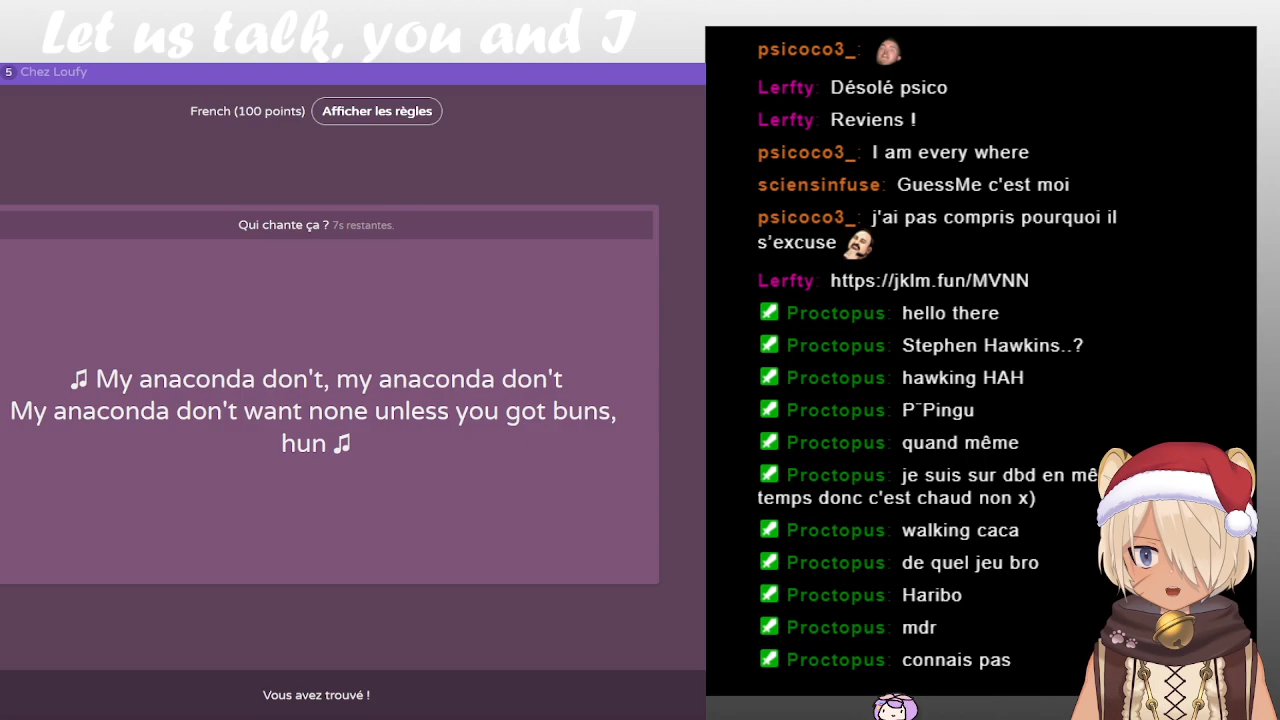 Let us talk, you and I
5 Chez Loufy
French (100 points) Afficher les règles
Qui chante ça ? 7s restantes.
♫ My anaconda don't, my anaconda don't
My anaconda don't want none unless you got buns,
hun ♫
Vous avez trouvé !
psicoco3_:
Lerfty: Désolé psico
Lerfty: Reviens !
psicoco3_: I am every where
sciensinfuse: GuessMe c'est moi
psicoco3_: j'ai pas compris pourquoi il
s'excuse
Lerfty: https://jklm.fun/MVNN
Proctopus: hello there
Proctopus: Stephen Hawkins..?
Proctopus: hawking HAH
Proctopus: P¨Pingu
Proctopus: quand même
Proctopus: je suis sur dbd en mê
temps donc c'est chaud non x)
Proctopus: walking caca
Proctopus: de quel jeu bro
Proctopus: Haribo
Proctopus: mdr
Proctopus: connais pas